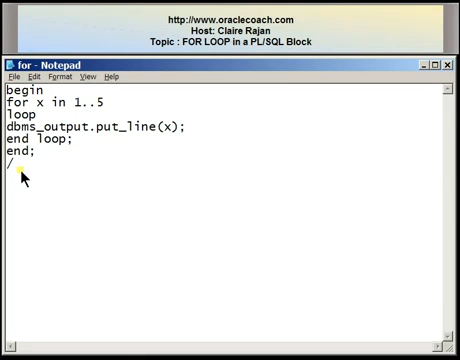 http://www.oraclecoach.com
Host: Claire Rajan
Topic : FOR LOOP in a PL/SQL Block
for - Notepad
File Edit Format View Help
begin
for x in 1..5
loop
dbms_output.put_line(x);
end loop;
end;
/